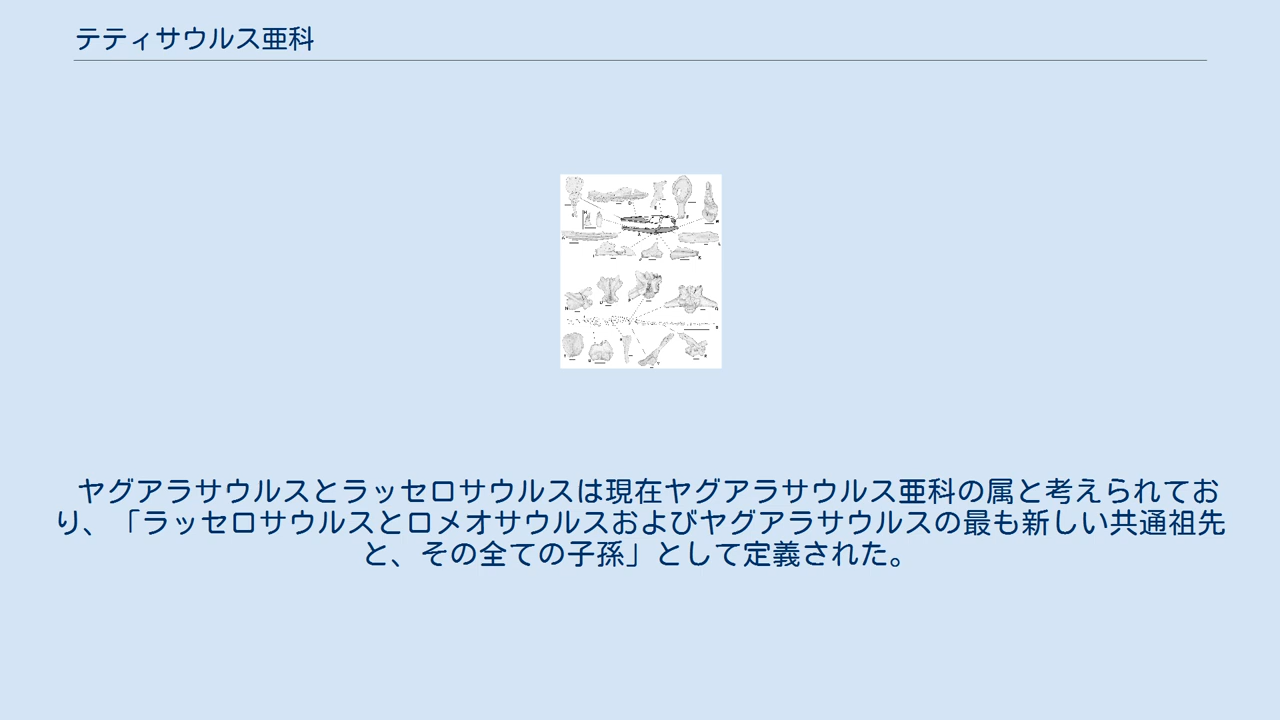 テティサウルス亜科
ヤグアラサウルスとラッセロサウルスは現在ヤグアラサウルス亜科の属と考えられてお
り、「ラッセロサウルスとロメオサウルスおよびヤグアラサウルスの最も新しい共通祖先
と、その全ての子孫」として定義された。